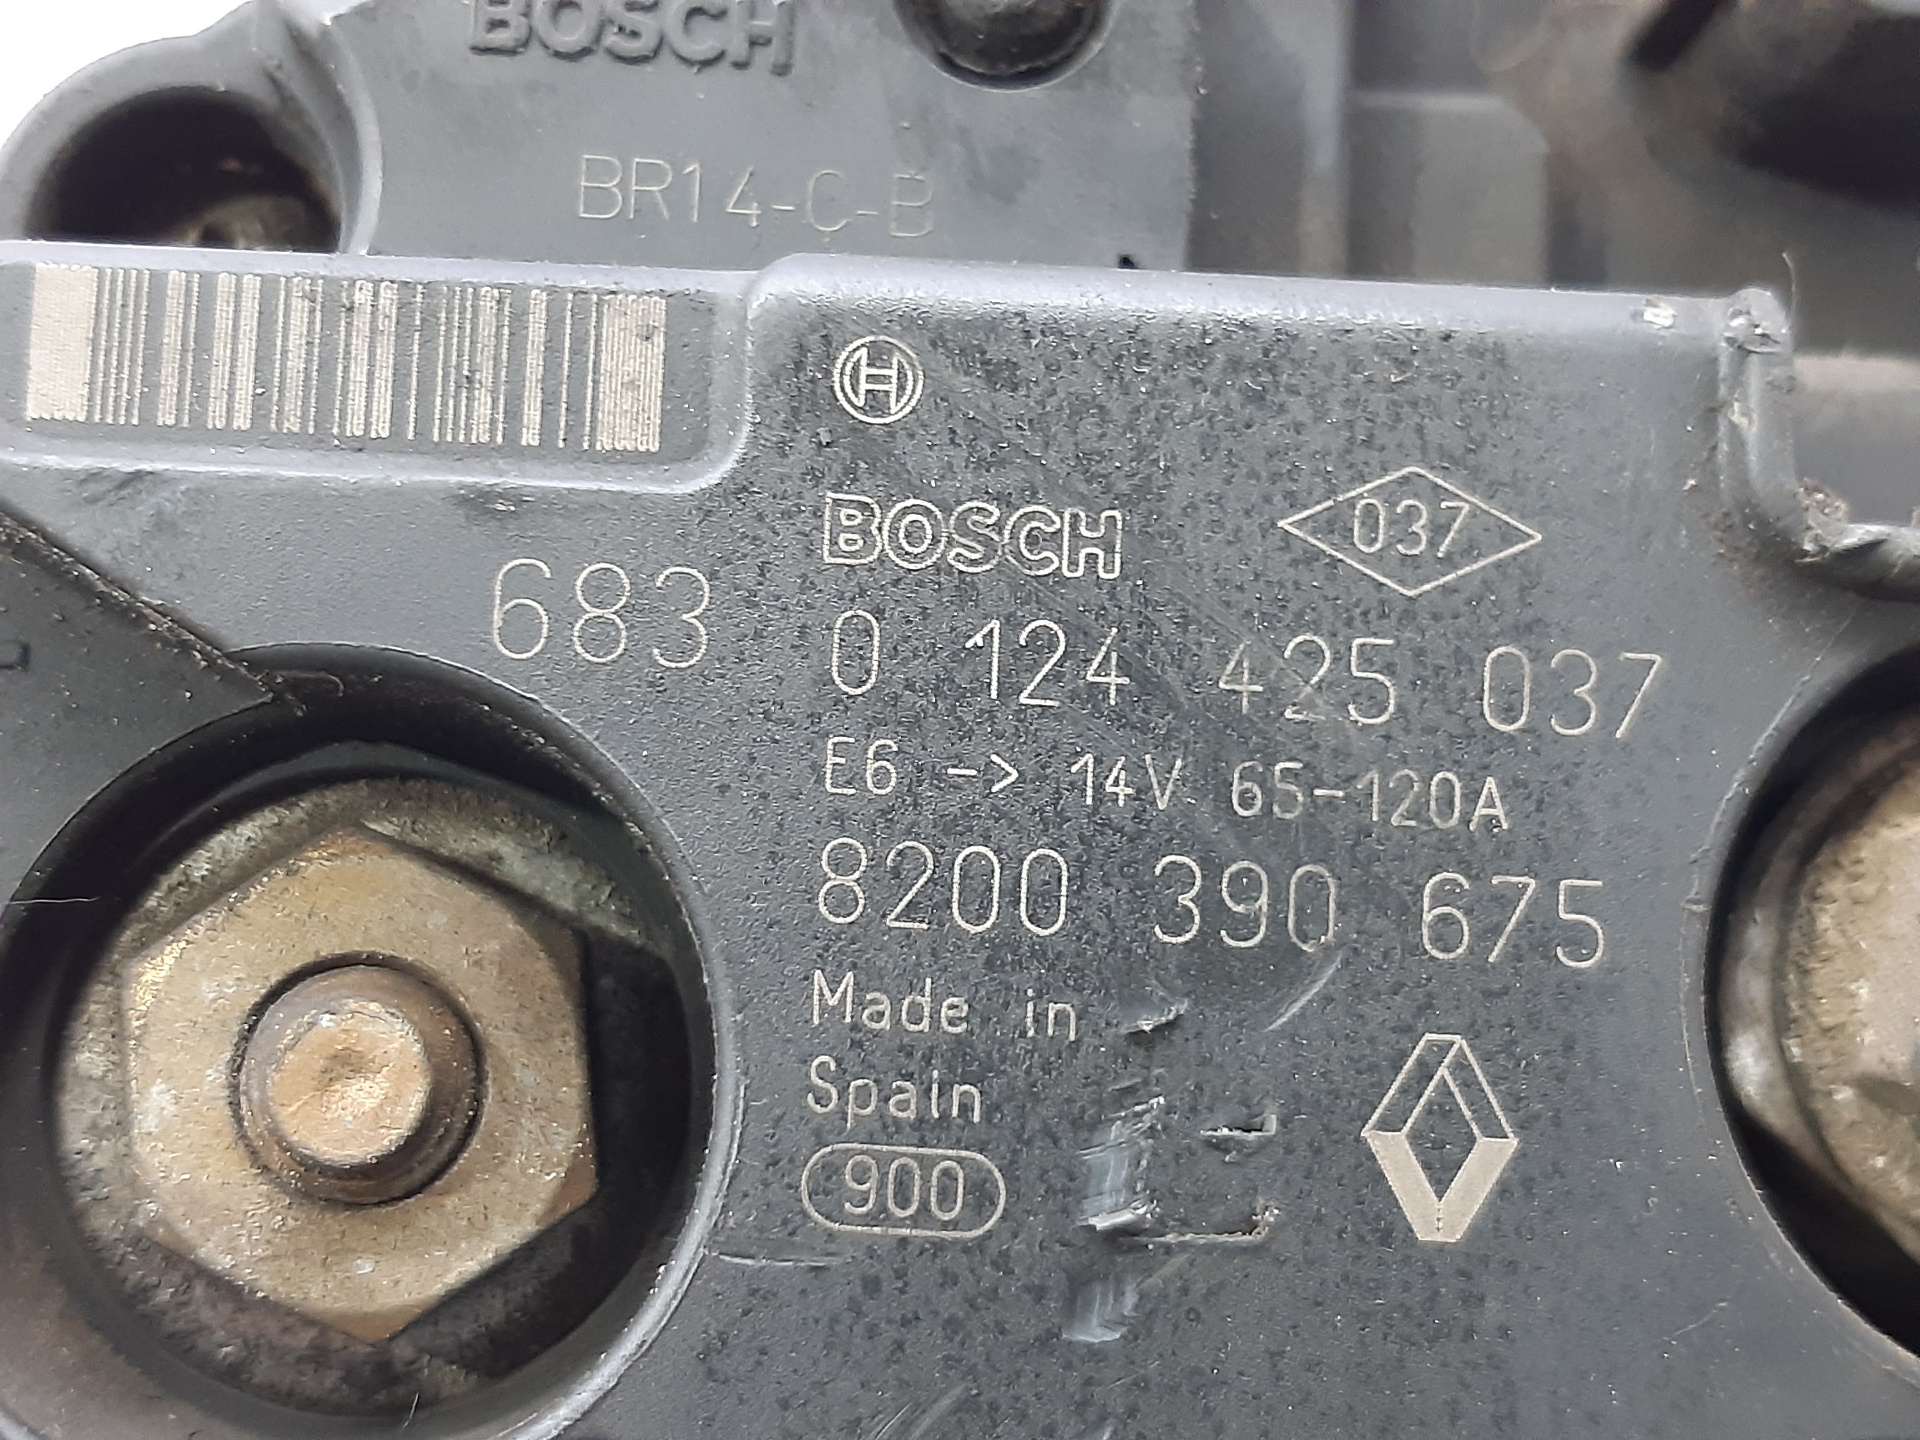 BOSCH
BR14-C-B
BOSCH
037
683
0 124 425 037
E6 -> 14V 65-120A
8200 390 675
Made in
Spain
900